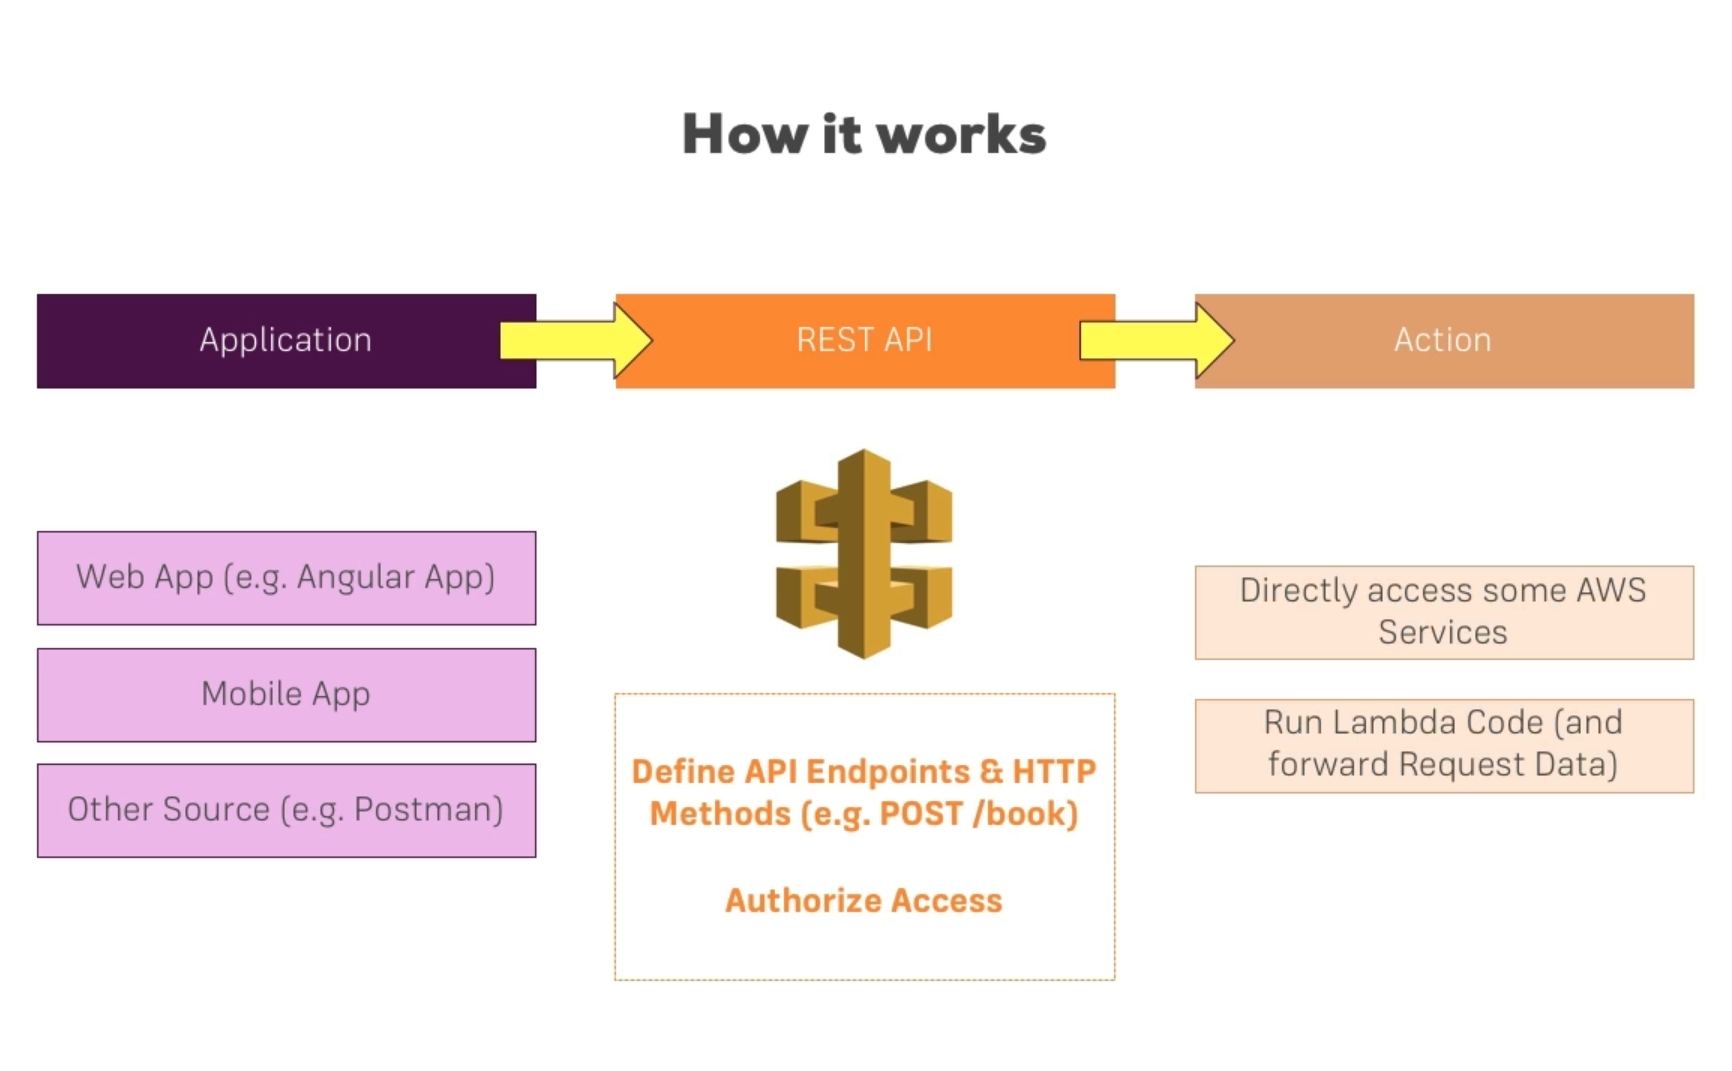 How it works
Application
REST API
Action
Web App (e.g. Angular App)
Mobile App
Other Source (e.g. Postman)
Define API Endpoints & HTTP
Methods (e.g. POST /book)
Authorize Access
Directly access some AWS
Services
Run Lambda Code (and
forward Request Data)